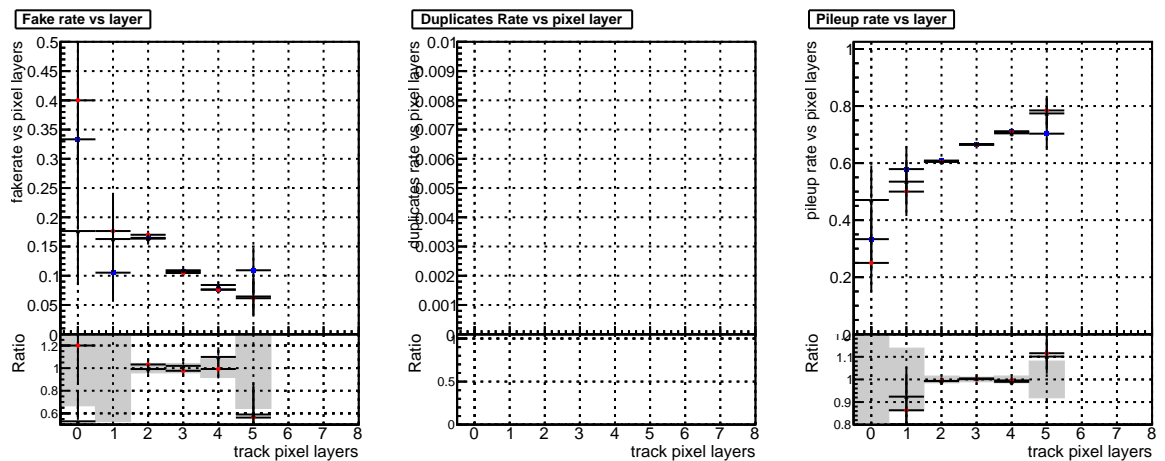 Fake rate vs layer
fakerate vs pixel layers
0.5
0.45
0.4
0.35
0.3
0.25
0.2
0.15
0.1
0.05
0
Ratio
1.2
1
0.8
0.6
0 1 2 3 4 5 6 7 8
track pixel layers
Duplicates Rate vs pixel layer
duplicates rate vs pixel layers
0.01
0.009
0.008
0.007
0.006
0.005
0.004
0.003
0.002
0.001
0
Ratio
1
0.5
0
0 1 2 3 4 5 6 7 8
track pixel layers
Pileup rate vs layer
pileup rate vs pixel layers
1
0.8
0.6
0.4
0.2
0
Ratio
1.1
1
0.9
0.8
0 1 2 3 4 5 6 7 8
track pixel layers